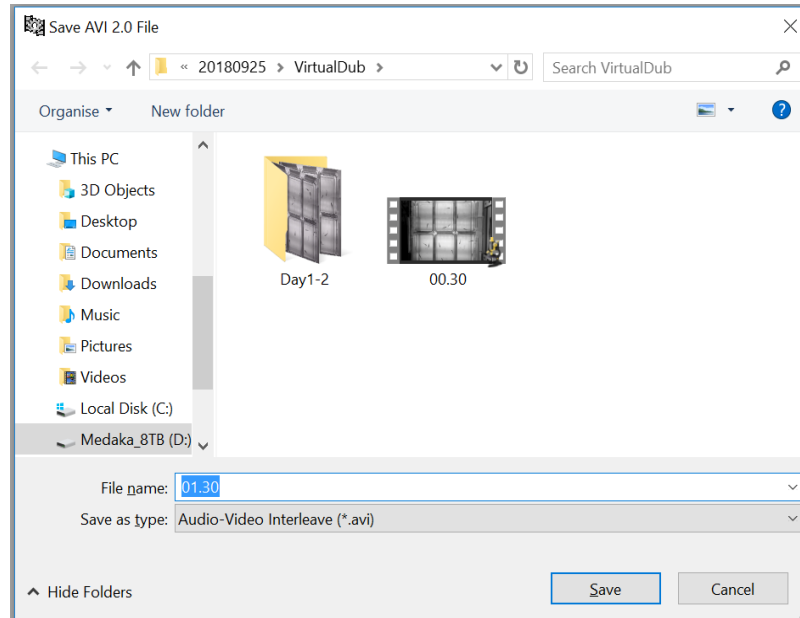 Save AVI 2.0 File
« 20180925 > VirtualDub >
Search VirtualDub
Organise
New folder
This PC
3D Objects
Desktop
Documents
Downloads
Music
Pictures
Videos
Local Disk (C:)
Medaka_8TB (D:)
Day1-2
00.30
File name: 01.30
Save as type: Audio-Video Interleave (*.avi)
Hide Folders
Save
Cancel